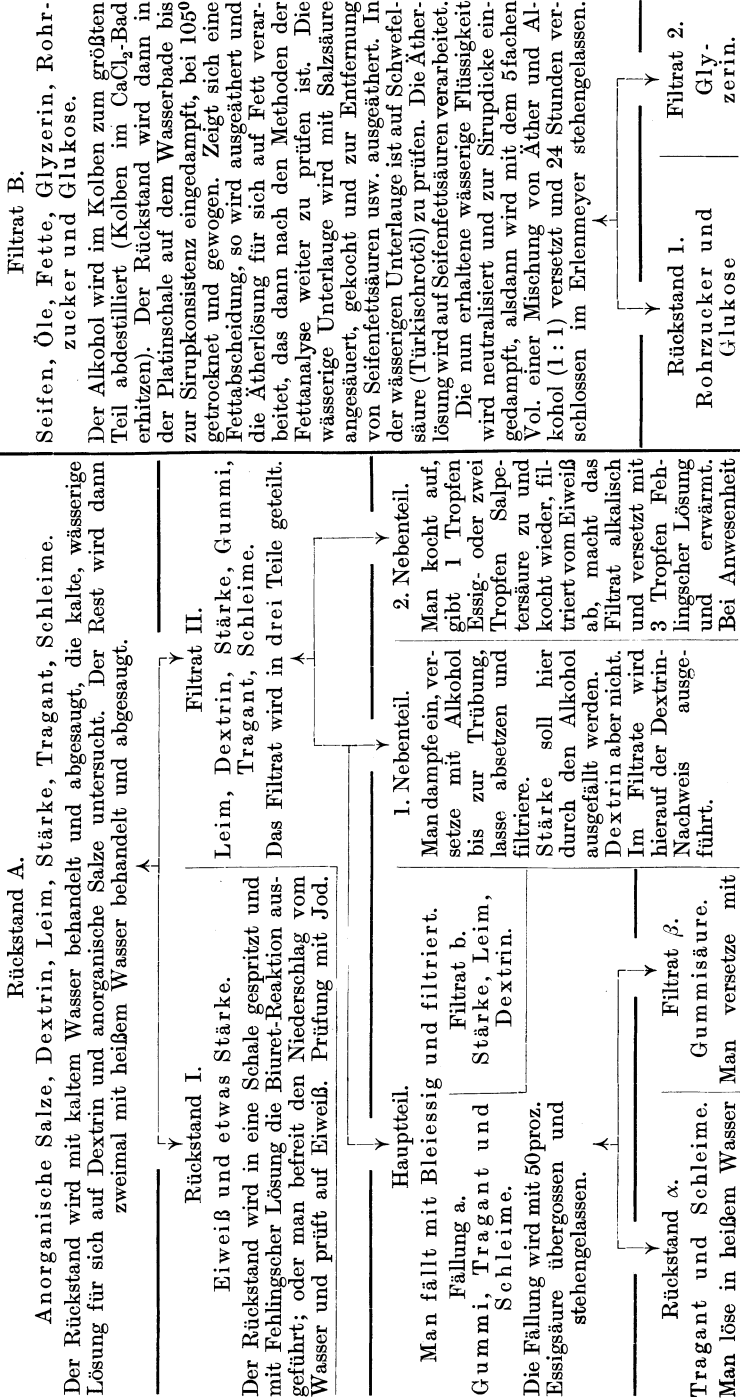 Rückstand A.
Anorganische Salze, Dextrin, Leim, Stärke, Tragant, Schleime.
Der Rückstand wird mit kaltem Wasser behandelt und abgesaugt, die kalte, wässerige
Lösung für sich auf Dextrin und anorganische Salze untersucht. Der Rest wird dann
zweimal mit heißem Wasser behandelt und abgesaugt.
Rückstand I.
Eiweiß und etwas Stärke.
Der Rückstand wird in eine Schale gespritzt und
mit Fehlingscher Lösung die Biuret-Reaktion aus-
geführt; oder man befreit den Niederschlag vom
Wasser und prüft auf Eiweiß. Prüfung mit Jod.
Filtrat II.
Leim, Dextrin, Stärke, Gummi,
Tragant, Schleime.
Das Filtrat wird in drei Teile geteilt.
Hauptteil.
Man fällt mit Bleiessig und filtriert.
Fällung a.
Gummi, Tragant und
Schleime.
Filtrat b.
Stärke, Leim,
Dextrin.
Die Fällung wird mit 50proz.
Essigsäure übergossen und
stehengelassen.
Rückstand α.
Tragant und Schleime.
Man löse in heißem Wasser
Filtrat β.
Gummisäure.
Man versetze mit
1. Nebenteil.
Man dampfe ein, ver-
setze mit Alkohol
bis zur Trübung,
lasse absetzen und
filtriere.
Stärke soll hier
durch den Alkohol
ausgefällt werden.
Dextrin aber nicht.
Im Filtrate wird
hierauf der Dextrin-
Nachweis ausge-
führt.
2. Nebenteil.
Man kocht auf,
gibt 1 Tropfen
Essig- oder zwei
Tropfen Salpe-
tersäure zu und
kocht wieder, fil-
triert vom Eiweiß
ab, macht das
Filtrat alkalisch
und versetzt mit
3 Tropfen Feh-
lingscher Lösung
und erwärmt.
Bei Anwesenheit
Filtrat B.
Seifen, Öle, Fette, Glyzerin, Rohr-
zucker und Glukose.
Der Alkohol wird im Kolben zum größten
Teil abdestilliert (Kolben im CaCl₂-Bad
erhitzen). Der Rückstand wird dann in
der Platinschale auf dem Wasserbade bis
zur Sirupkonsistenz eingedampft, bei 105⁰
getrocknet und gewogen. Zeigt sich eine
Fettabscheidung, so wird ausgeäthert und
die Ätherlösung für sich auf Fett verar-
beitet, das dann nach den Methoden der
Fettanalyse weiter zu prüfen ist. Die
wässerige Unterlauge wird mit Salzsäure
angesäuert, gekocht und zur Entfernung
von Seifenfettsäuren usw. ausgeäthert. In
der wässerigen Unterlauge ist auf Schwefel-
säure (Türkischrotöl) zu prüfen. Die Äther-
lösung wird auf Seifenfettsäuren verarbeitet.
Die nun erhaltene wässerige Flüssigkeit
wird neutralisiert und zur Sirupdicke ein-
gedampft, alsdann wird mit dem 5fachen
Vol. einer Mischung von Äther und Al-
kohol (1 : 1) versetzt und 24 Stunden ver-
schlossen im Erlenmeyer stehengelassen.
Rückstand 1.
Rohrzucker und
Glukose
Filtrat 2.
Gly-
zerin.